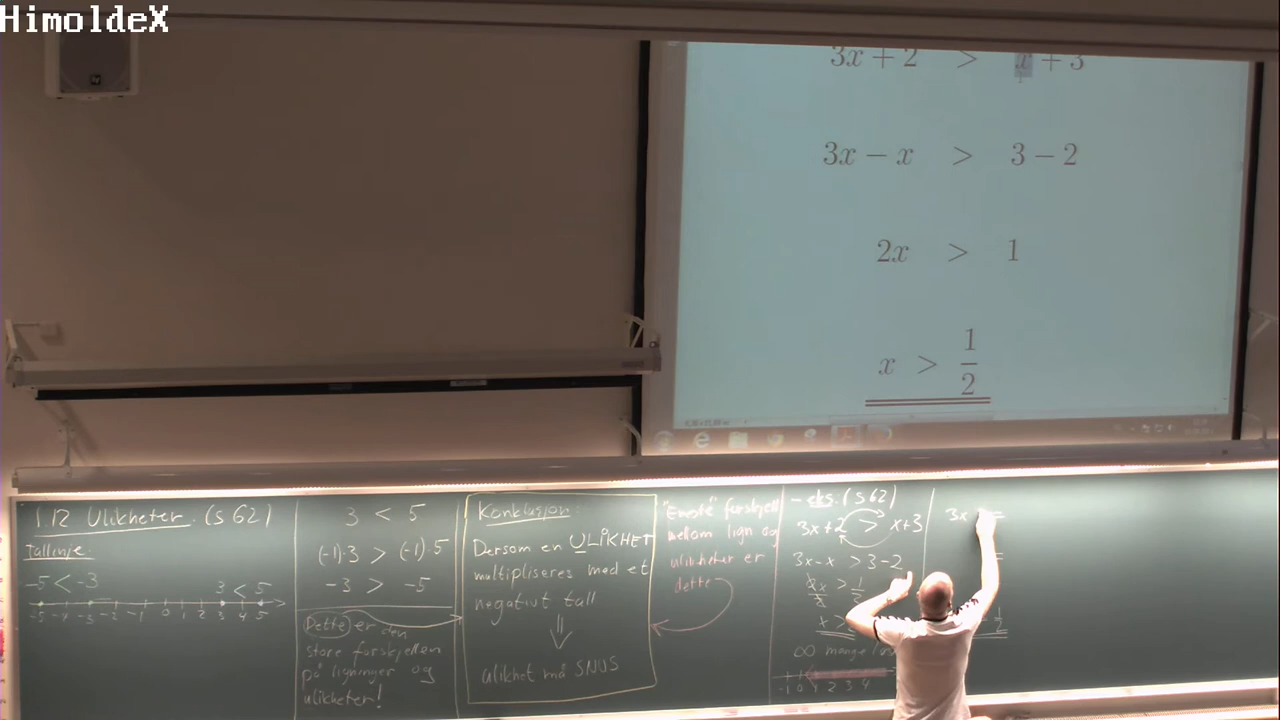 HimoldeX
3x + 2 > x + 3
3x − x > 3 − 2
2x > 1
x > 1/2
1.12 Ulikheter. (s 62)
Tallinje:
-5 < -3
3 < 5
-5 -4 -3 -2 -1 0 1 2 3 4 5
3 < 5
(-1)·3 > (-1)·5
-3 > -5
Dette er den
store forskjellen
på ligninger og
ulikheter!
Konklusjon:
Dersom en ULIKHET
multipliseres med et
negativt tall
⇓
ulikhet må SNUS
"Eneste" forskjell
mellom lign og
ulikheter er
dette
- eks. (s 62)
3x+2 > x+3
3x-x > 3-2
2x/2 > 1/2
x >
∞ mange
-1 0 1 2 3 4
3x =
=
1/2